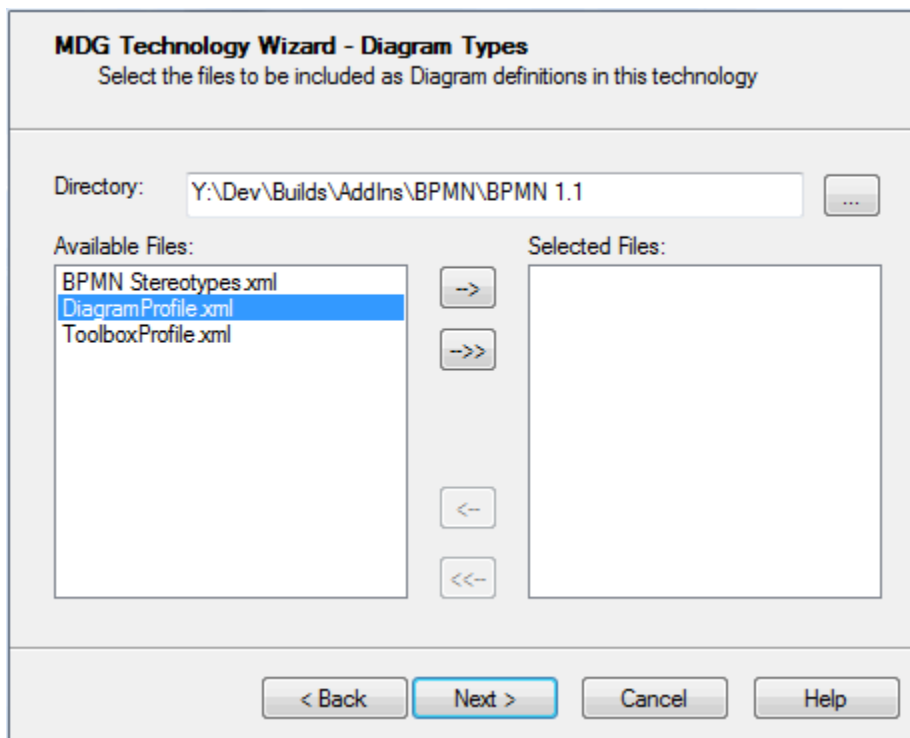 MDG Technology Wizard - Diagram Types
Select the files to be included as Diagram definitions in this technology
Directory: Y:\Dev\Builds\AddIns\BPMN\BPMN 1.1 ...
Available Files: Selected Files:
BPMN Stereotypes.xml
DiagramProfile.xml
ToolboxProfile.xml
-->
-->>
<--
<<--
< Back Next > Cancel Help